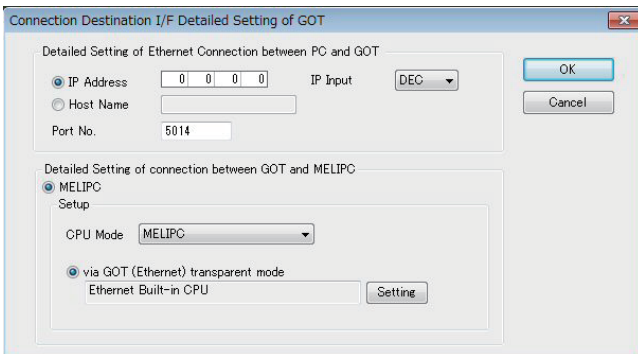 Connection Destination I/F Detailed Setting of GOT
Detailed Setting of Ethernet Connection between PC and GOT
IP Address 0 0 0 0 IP Input DEC
OK
Host Name
Cancel
Port No. 5014
Detailed Setting of connection between GOT and MELIPC
MELIPC
Setup
CPU Mode MELIPC
via GOT (Ethernet) transparent mode
Ethernet Built-in CPU Setting